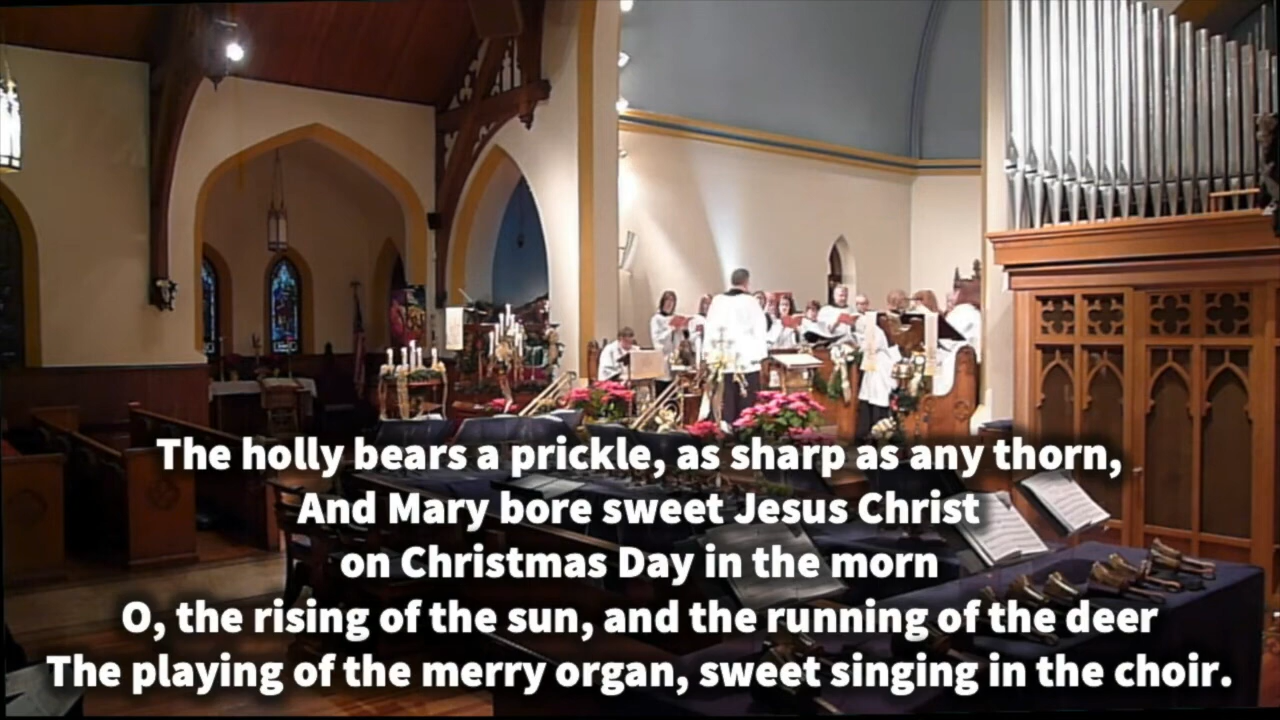 The holly bears a prickle, as sharp as any thorn,
And Mary bore sweet Jesus Christ
on Christmas Day in the morn
O, the rising of the sun, and the running of the deer
The playing of the merry organ, sweet singing in the choir.